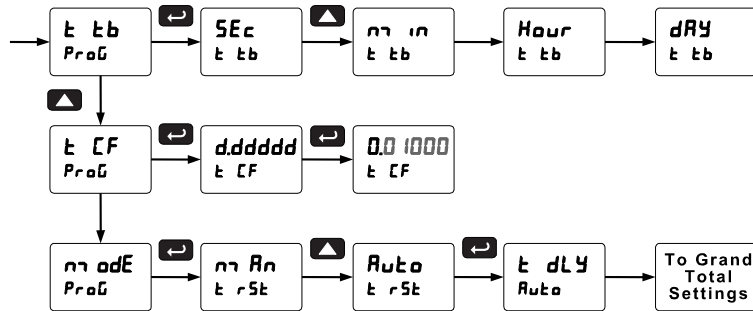 t tb
ProG
SEc
t tb
m in
t tb
Hour
t tb
dAY
t tb
t CF
ProG
d.ddddd
t CF
0.01000
t CF
m odE
ProG
m An
t rSt
Auto
t rSt
t dLY
Auto
To Grand
Total
Settings